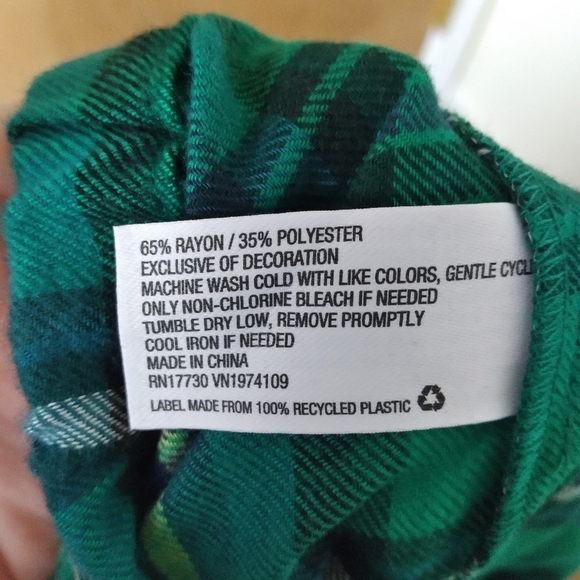 65% RAYON / 35% POLYESTER
EXCLUSIVE OF DECORATION
MACHINE WASH COLD WITH LIKE COLORS, GENTLE CYCL
ONLY NON-CHLORINE BLEACH IF NEEDED
TUMBLE DRY LOW, REMOVE PROMPTLY
COOL IRON IF NEEDED
MADE IN CHINA
RN17730 VN1974109
LABEL MADE FROM 100% RECYCLED PLASTIC